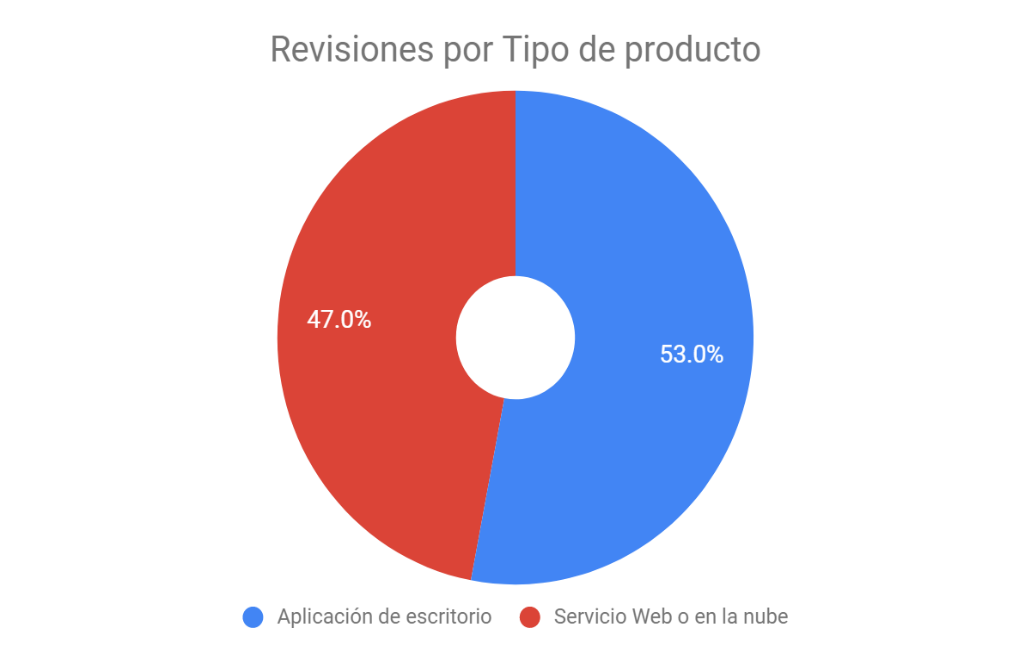 Revisiones por Tipo de producto
47.0%
53.0%
Aplicación de escritorio
Servicio Web o en la nube